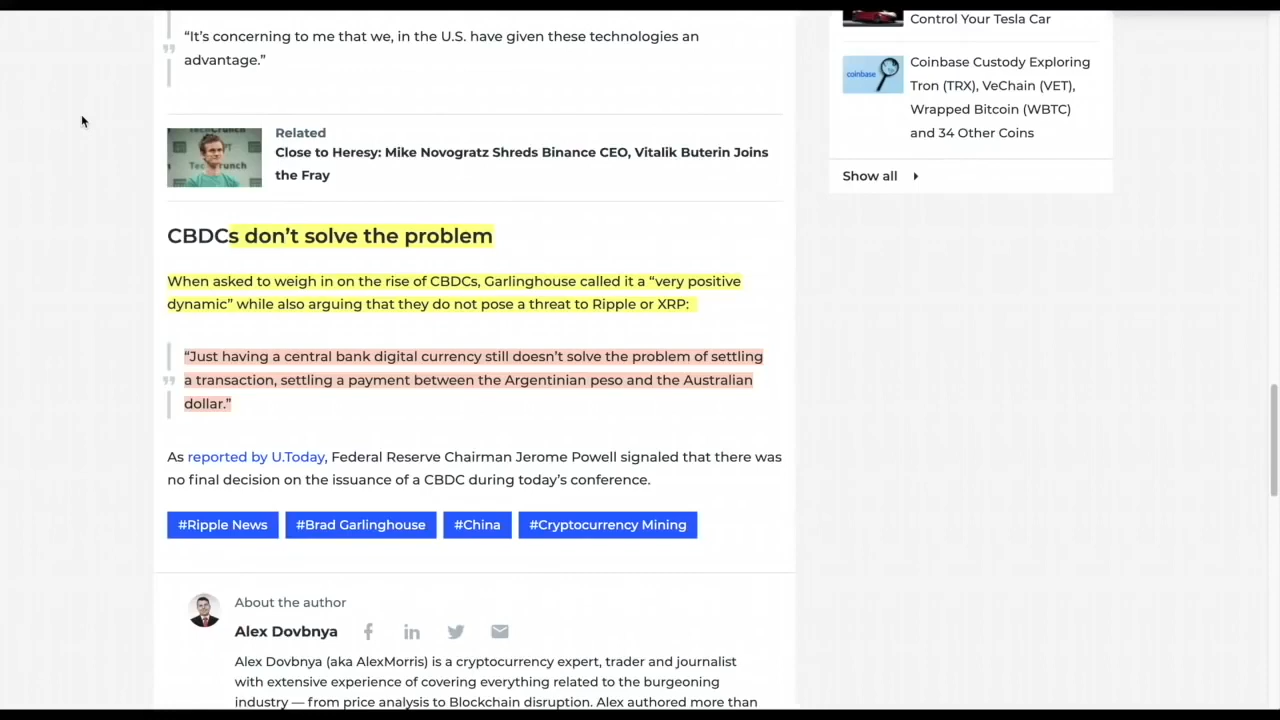 “It’s concerning to me that we, in the U.S. have given these technologies an
advantage.”
Related
Close to Heresy: Mike Novogratz Shreds Binance CEO, Vitalik Buterin Joins
the Fray
CBDCs don’t solve the problem
When asked to weigh in on the rise of CBDCs, Garlinghouse called it a “very positive
dynamic” while also arguing that they do not pose a threat to Ripple or XRP:
“Just having a central bank digital currency still doesn’t solve the problem of settling
a transaction, settling a payment between the Argentinian peso and the Australian
dollar.”
As reported by U.Today, Federal Reserve Chairman Jerome Powell signaled that there was
no final decision on the issuance of a CBDC during today’s conference.
#Ripple News #Brad Garlinghouse #China #Cryptocurrency Mining
About the author
Alex Dovbnya
Alex Dovbnya (aka AlexMorris) is a cryptocurrency expert, trader and journalist
with extensive experience of covering everything related to the burgeoning
industry — from price analysis to Blockchain disruption. Alex authored more than
Control Your Tesla Car
coinbase
Coinbase Custody Exploring
Tron (TRX), VeChain (VET),
Wrapped Bitcoin (WBTC)
and 34 Other Coins
Show all